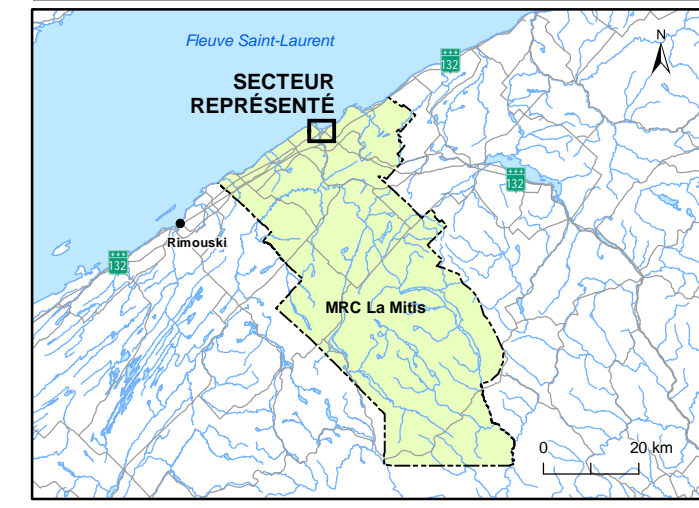 Fleuve Saint-Laurent
N
132
SECTEUR
REPRÉSENTÉ
132
Rimouski
132
MRC La Mitis
0 20 km